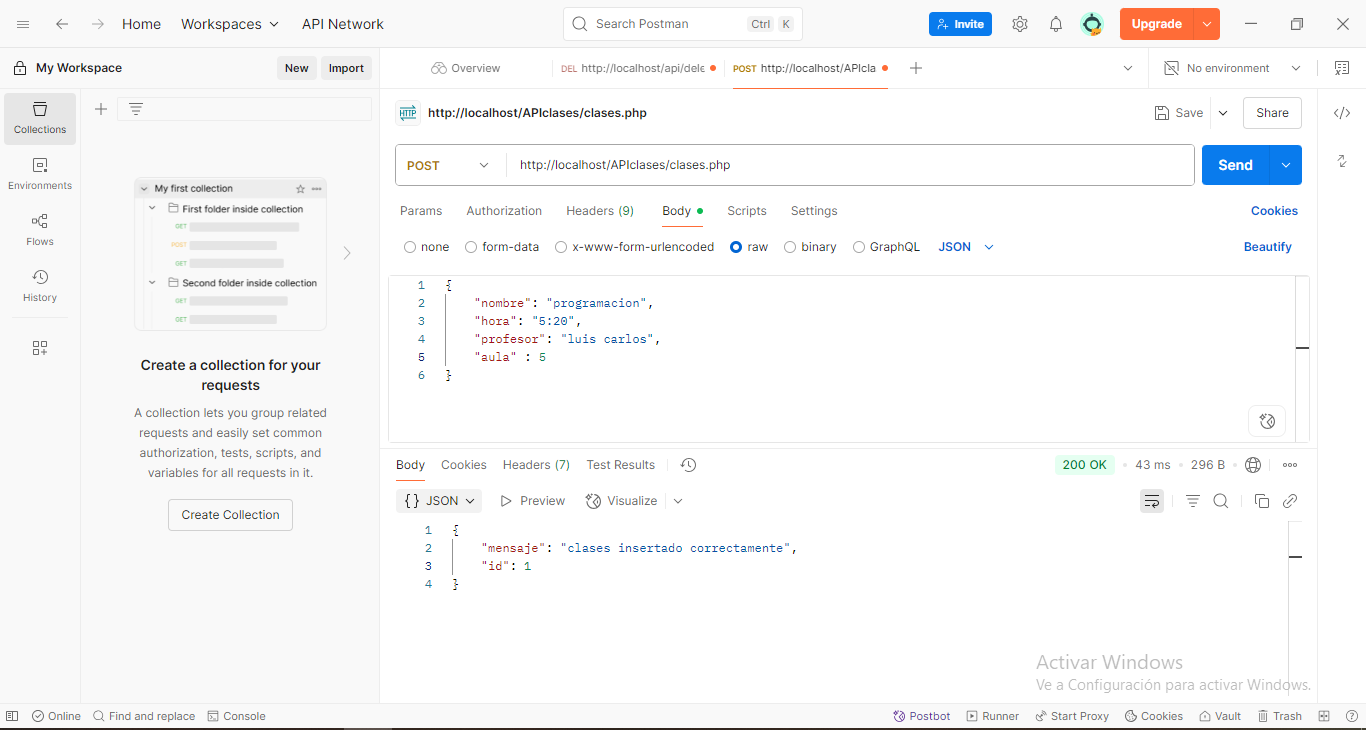 Home
Workspaces
API Network
Search Postman
Ctrl
K
Invite
Upgrade
My Workspace
New
Import
Overview
DEL http://localhost/api/dele
POST http://localhost/APIcla
No environment
Collections
Environments
Flows
History
My first collection
First folder inside collection
GET
POST
GET
Second folder inside collection
GET
GET
Create a collection for your
requests
A collection lets you group related
requests and easily set common
authorization, tests, scripts, and
variables for all requests in it.
Create Collection
HTTP
http://localhost/APIclases/clases.php
Save
Share
POST
http://localhost/APIclases/clases.php
Send
Params
Authorization
Headers (9)
Body
Scripts
Settings
Cookies
none
form-data
x-www-form-urlencoded
raw
binary
GraphQL
JSON
Beautify
1 {
2 "nombre": "programacion",
3 "hora": "5:20",
4 "profesor": "luis carlos",
5 "aula" : 5
6 }
Body
Cookies
Headers (7)
Test Results
200 OK
43 ms
296 B
{} JSON
Preview
Visualize
1 {
2 "mensaje": "clases insertado correctamente",
3 "id": 1
4 }
Activar Windows
Ve a Configuración para activar Windows.
Online
Find and replace
Console
Postbot
Runner
Start Proxy
Cookies
Vault
Trash